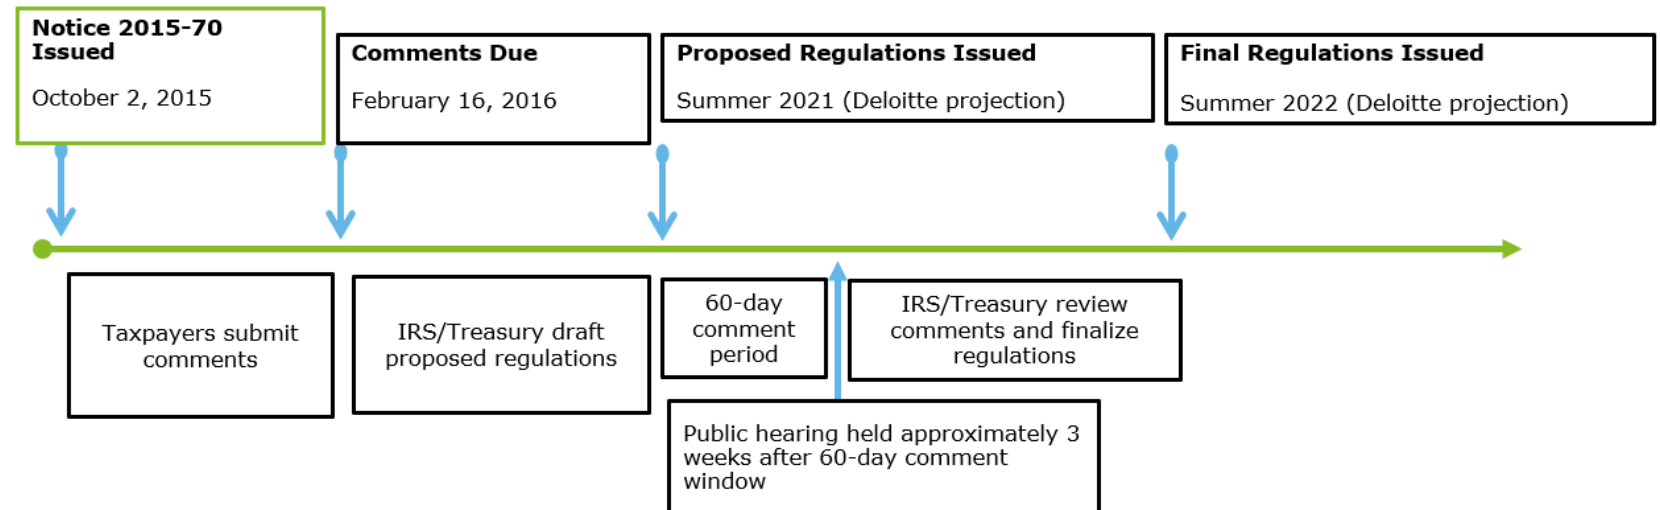 Notice 2015-70
Issued
October 2, 2015
Comments Due
February 16, 2016
Proposed Regulations Issued
Summer 2021 (Deloitte projection)
Final Regulations Issued
Summer 2022 (Deloitte projection)
Taxpayers submit
comments
IRS/Treasury draft
proposed regulations
60-day
comment
period
IRS/Treasury review
comments and finalize
regulations
Public hearing held approximately 3
weeks after 60-day comment
window